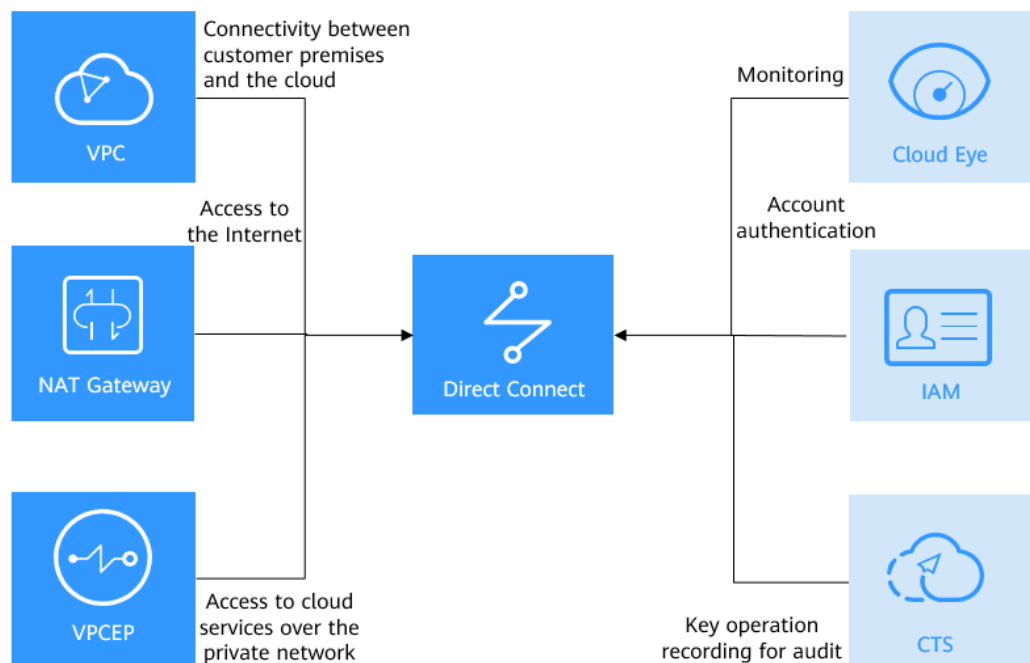 Connectivity between
customer premises
and the cloud
VPC
Monitoring
Cloud Eye
Access to
the Internet
Account
authentication
NAT Gateway
Direct Connect
IAM
VPCEP
Access to cloud
services over the
private network
Key operation
recording for audit
CTS